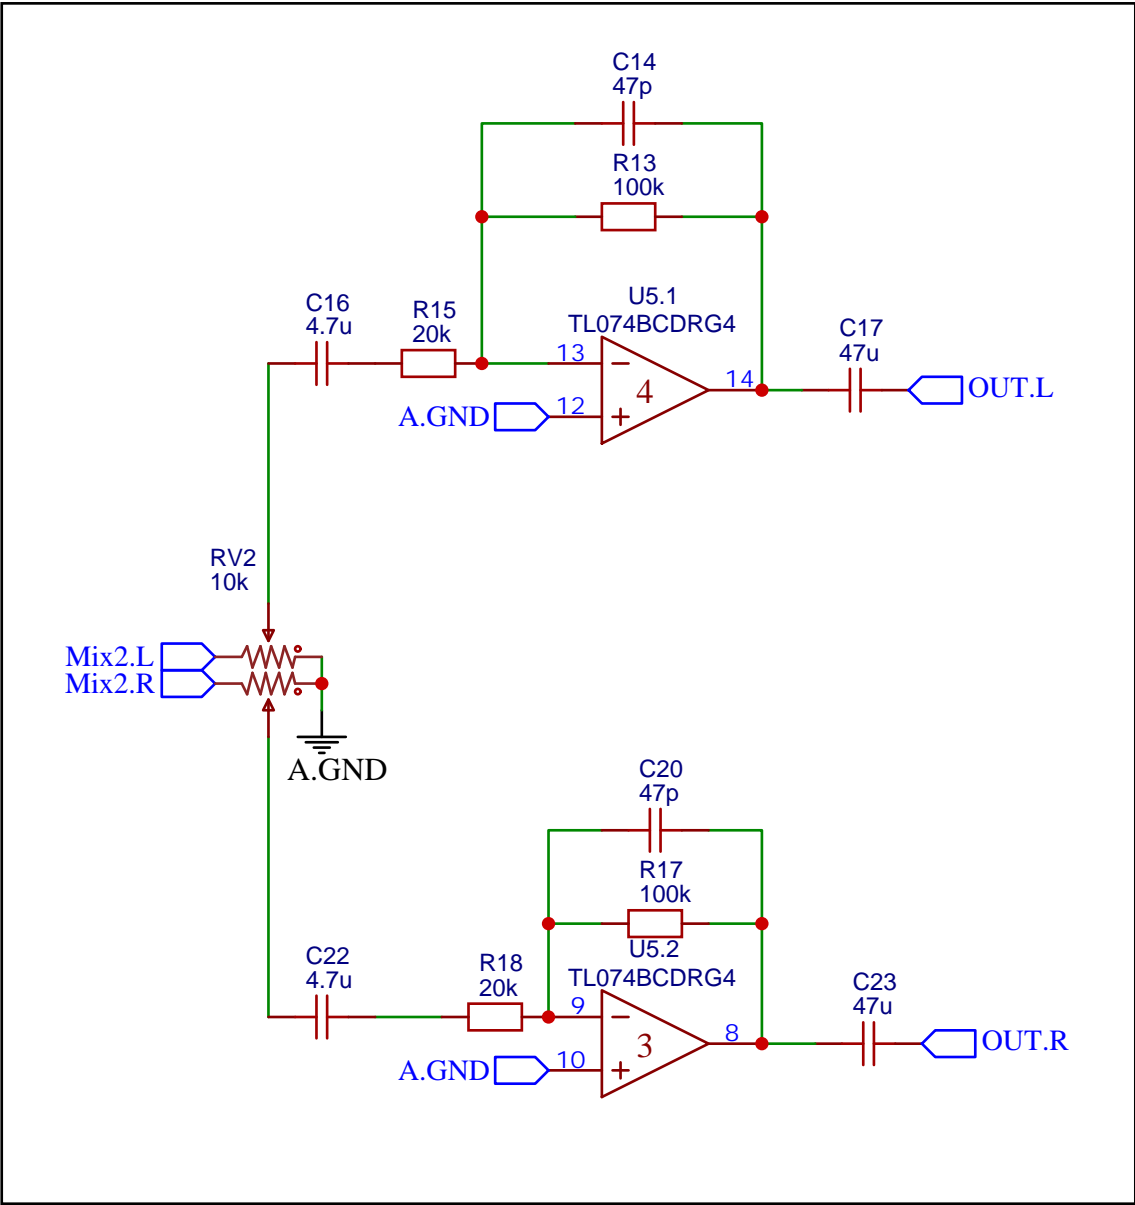 C14
47p
R13
100k
U5.1
TL074BCDRG4
C16
4.7u
R15
20k
C17
47u
13
14
4
12
A.GND
OUT.L
RV2
10k
Mix2.L
Mix2.R
A.GND
C20
47p
R17
100k
U5.2
TL074BCDRG4
C22
4.7u
R18
20k
C23
47u
9
8
3
10
A.GND
OUT.R